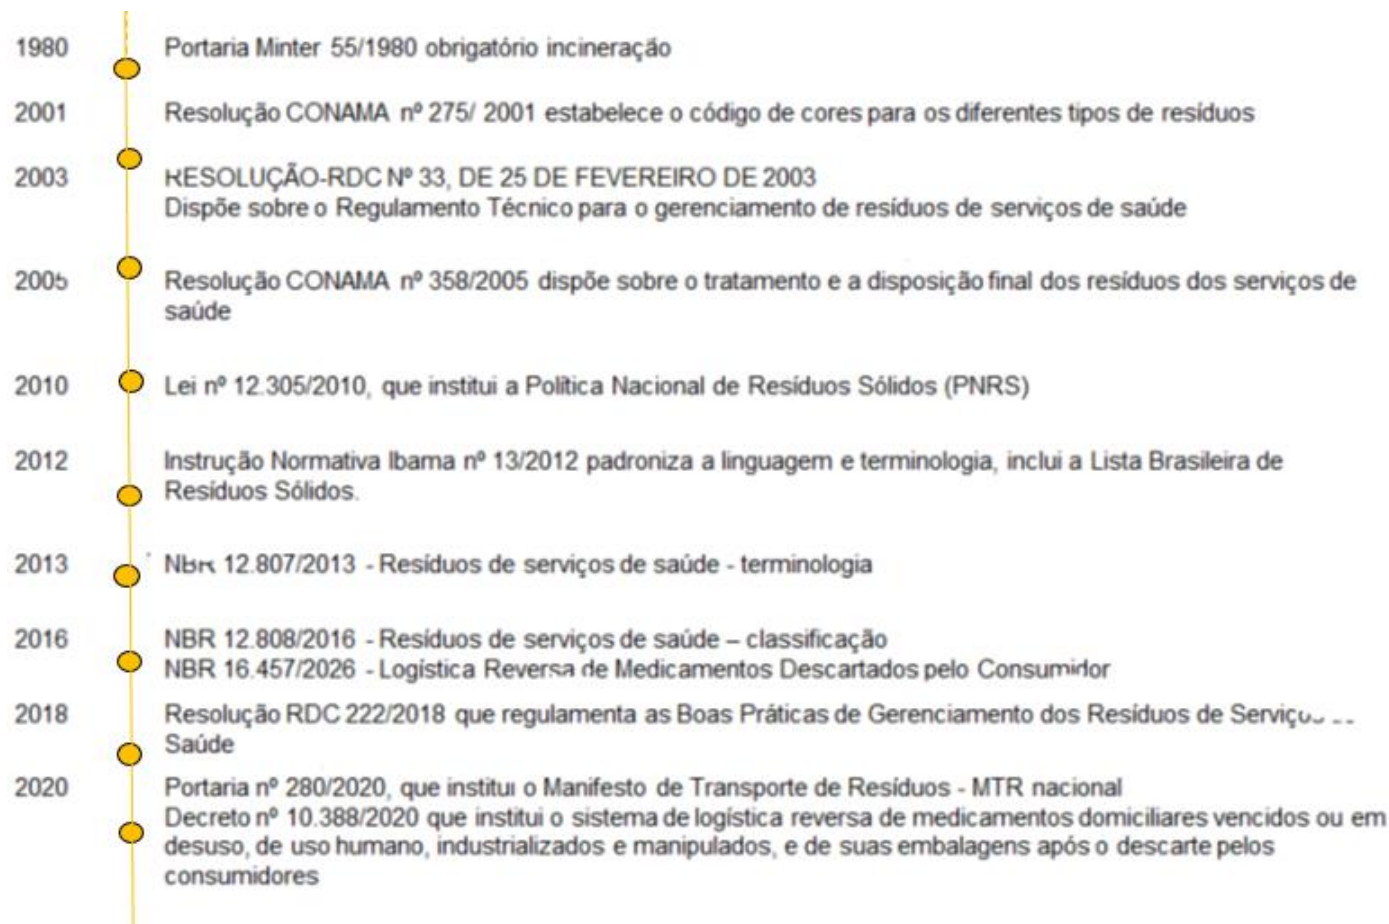 1980 Portaria Minter 55/1980 obrigatório incineração
2001 Resolução CONAMA nº 275/ 2001 estabelece o código de cores para os diferentes tipos de resíduos
2003 RESOLUÇÃO-RDC Nº 33, DE 25 DE FEVEREIRO DE 2003
Dispõe sobre o Regulamento Técnico para o gerenciamento de resíduos de serviços de saúde
2005 Resolução CONAMA nº 358/2005 dispõe sobre o tratamento e a disposição final dos resíduos dos serviços de
saúde
2010 Lei nº 12.305/2010, que institui a Política Nacional de Resíduos Sólidos (PNRS)
2012 Instrução Normativa Ibama nº 13/2012 padroniza a linguagem e terminologia, inclui a Lista Brasileira de
Resíduos Sólidos.
2013 NBR 12.807/2013 - Resíduos de serviços de saúde - terminologia
2016 NBR 12.808/2016 - Resíduos de serviços de saúde – classificação
NBR 16.457/2026 - Logística Reversa de Medicamentos Descartados pelo Consumidor
2018 Resolução RDC 222/2018 que regulamenta as Boas Práticas de Gerenciamento dos Resíduos de Serviços de
Saúde
2020 Portaria nº 280/2020, que institui o Manifesto de Transporte de Resíduos - MTR nacional
Decreto nº 10.388/2020 que institui o sistema de logística reversa de medicamentos domiciliares vencidos ou em
desuso, de uso humano, industrializados e manipulados, e de suas embalagens após o descarte pelos
consumidores